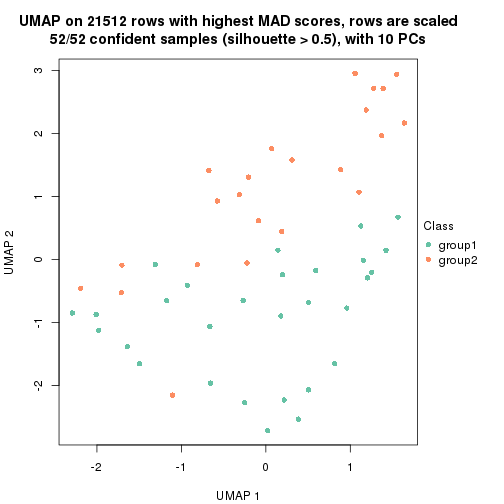 UMAP on 21512 rows with highest MAD scores, rows are scaled
52/52 confident samples (silhouette > 0.5), with 10 PCs
3
2
1
0
-1
-2
UMAP 2
Class
group1
group2
-2 -1 0 1
UMAP 1